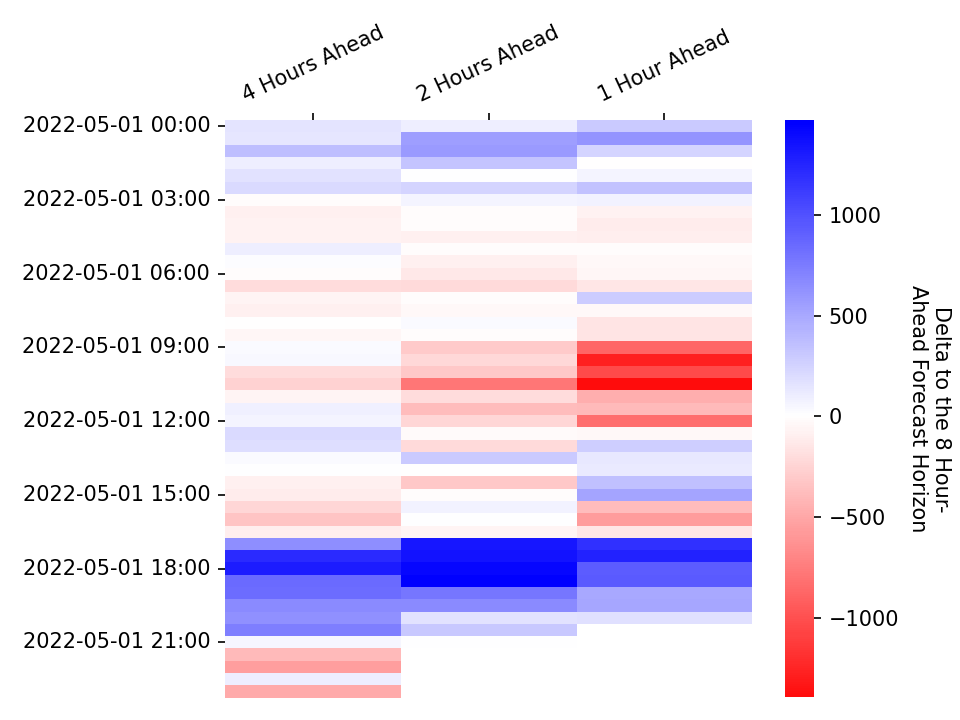 4 Hours Ahead
2 Hours Ahead
1 Hour Ahead
2022-05-01 00:00
2022-05-01 03:00
2022-05-01 06:00
2022-05-01 09:00
2022-05-01 12:00
2022-05-01 15:00
2022-05-01 18:00
2022-05-01 21:00
1000
500
0
−500
−1000
Delta to the 8 Hour-
Ahead Forecast Horizon